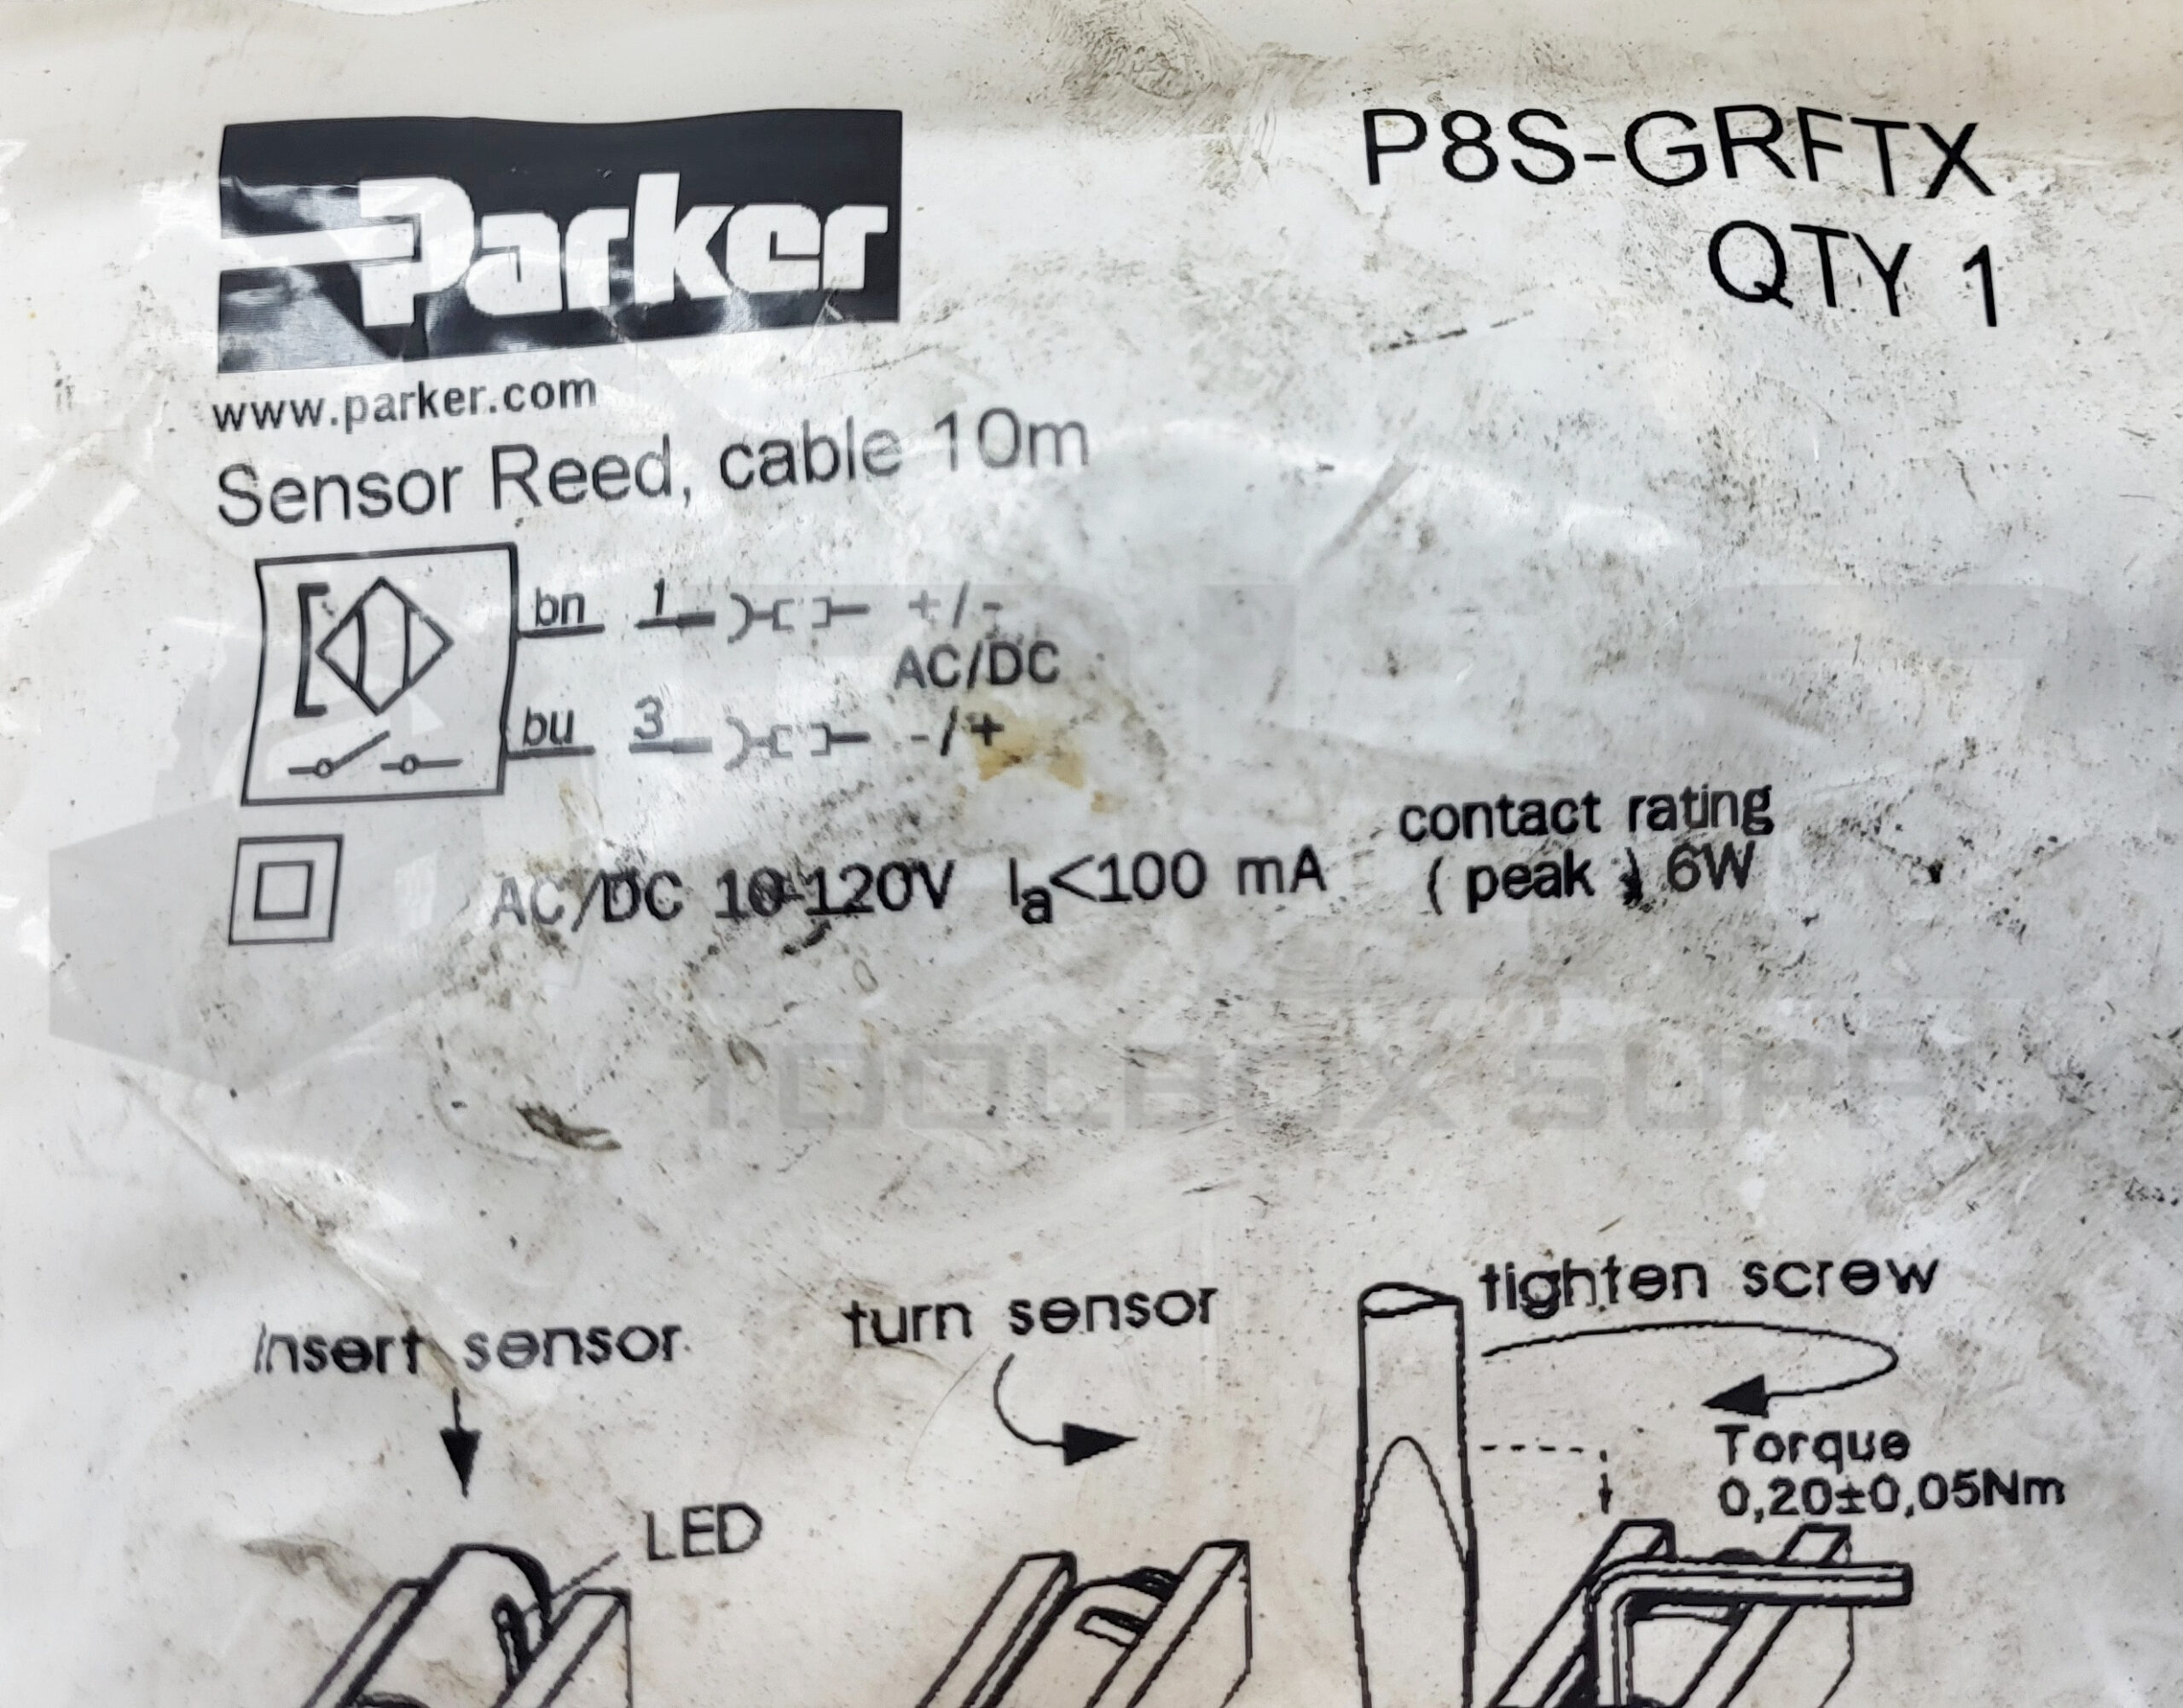 Parker
P8S-GRFTX
QTY 1
www.parker.com
Sensor Reed, cable 10m
bn 1 +/-
AC/DC
bu 3 -/+
AC/DC 10-120V Ia<100 mA
contact rating
( peak ) 6W
TOOLBOX
insert sensor
turn sensor
tighten screw
Torque
0,20±0,05Nm
LED